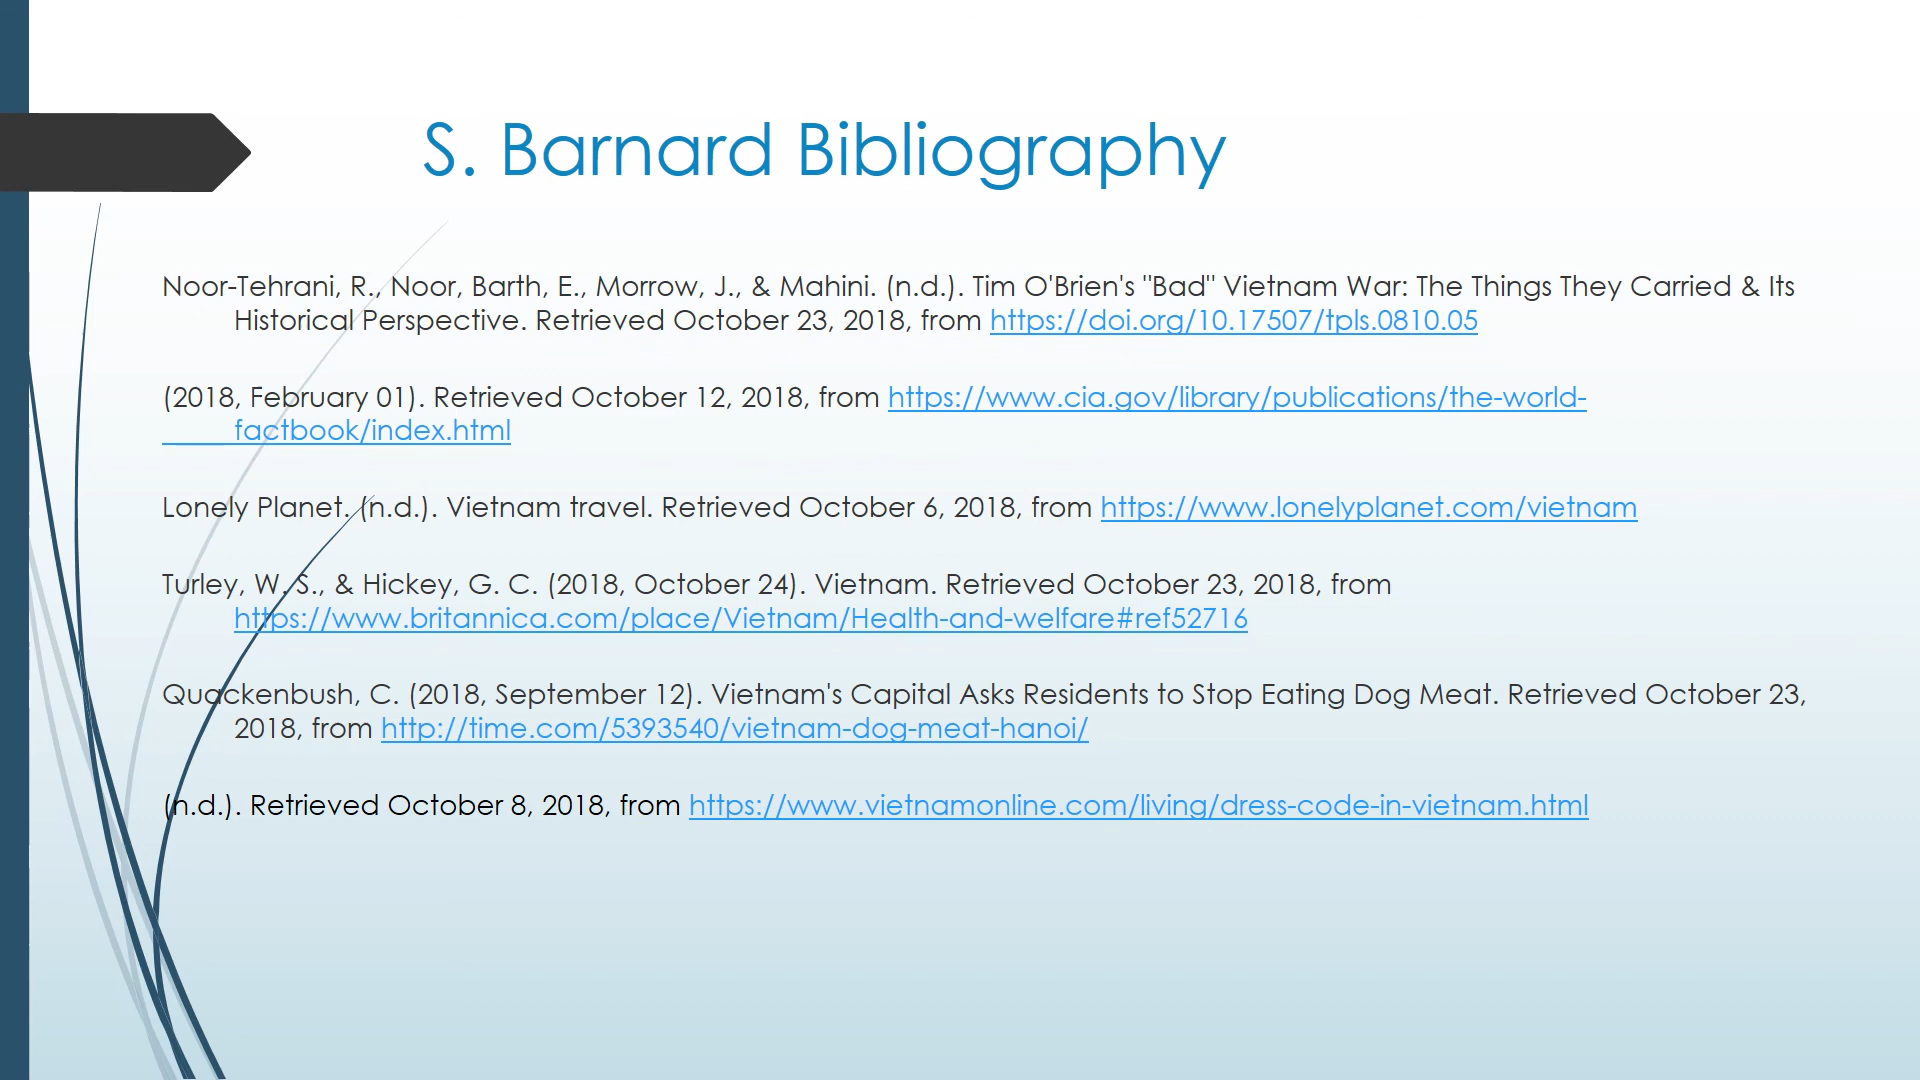 S. Barnard Bibliography
Noor-Tehrani, R., Noor, Barth, E., Morrow, J., & Mahini. (n.d.). Tim O'Brien's "Bad" Vietnam War: The Things They Carried & Its
Historical Perspective. Retrieved October 23, 2018, from https://doi.org/10.17507/tpls.0810.05
(2018, February 01). Retrieved October 12, 2018, from https://www.cia.gov/library/publications/the-world-
factbook/index.html
Lonely Planet. (n.d.). Vietnam travel. Retrieved October 6, 2018, from https://www.lonelyplanet.com/vietnam
Turley, W. S., & Hickey, G. C. (2018, October 24). Vietnam. Retrieved October 23, 2018, from
https://www.britannica.com/place/Vietnam/Health-and-welfare#ref52716
Quackenbush, C. (2018, September 12). Vietnam's Capital Asks Residents to Stop Eating Dog Meat. Retrieved October 23,
2018, from http://time.com/5393540/vietnam-dog-meat-hanoi/
(n.d.). Retrieved October 8, 2018, from https://www.vietnamonline.com/living/dress-code-in-vietnam.html